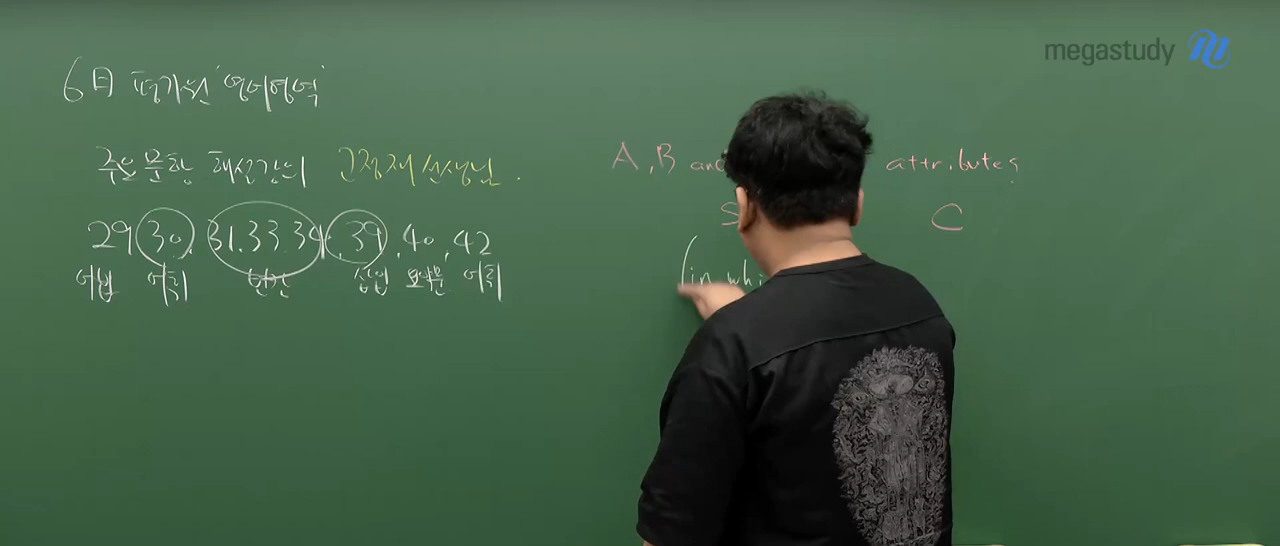 megastudy
6日 평가원 '영어영역'
주요문항 해설강의 고정재선생님.
29 30. 31.33 34. 39, 40, 42
어법 어휘 빈칸 삽입 요약문 어휘
A, B and attributes
S C
(in whi